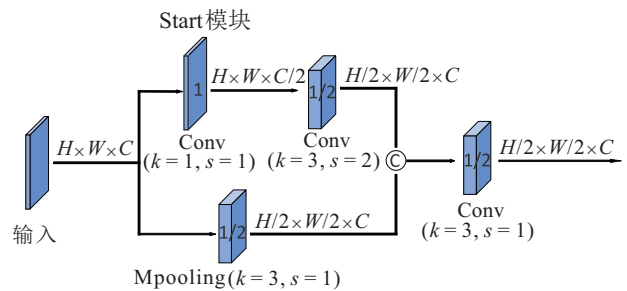 Start模块
H×W×C/2
H/2×W/2×C
1
1/2
H×W×C
Conv
(k=1, s=1)
Conv
(k=3, s=2)
C
1/2
H/2×W/2×C
输入
1/2
H/2×W/2×C
Conv
(k=3, s=1)
Mpooling(k=3, s=1)